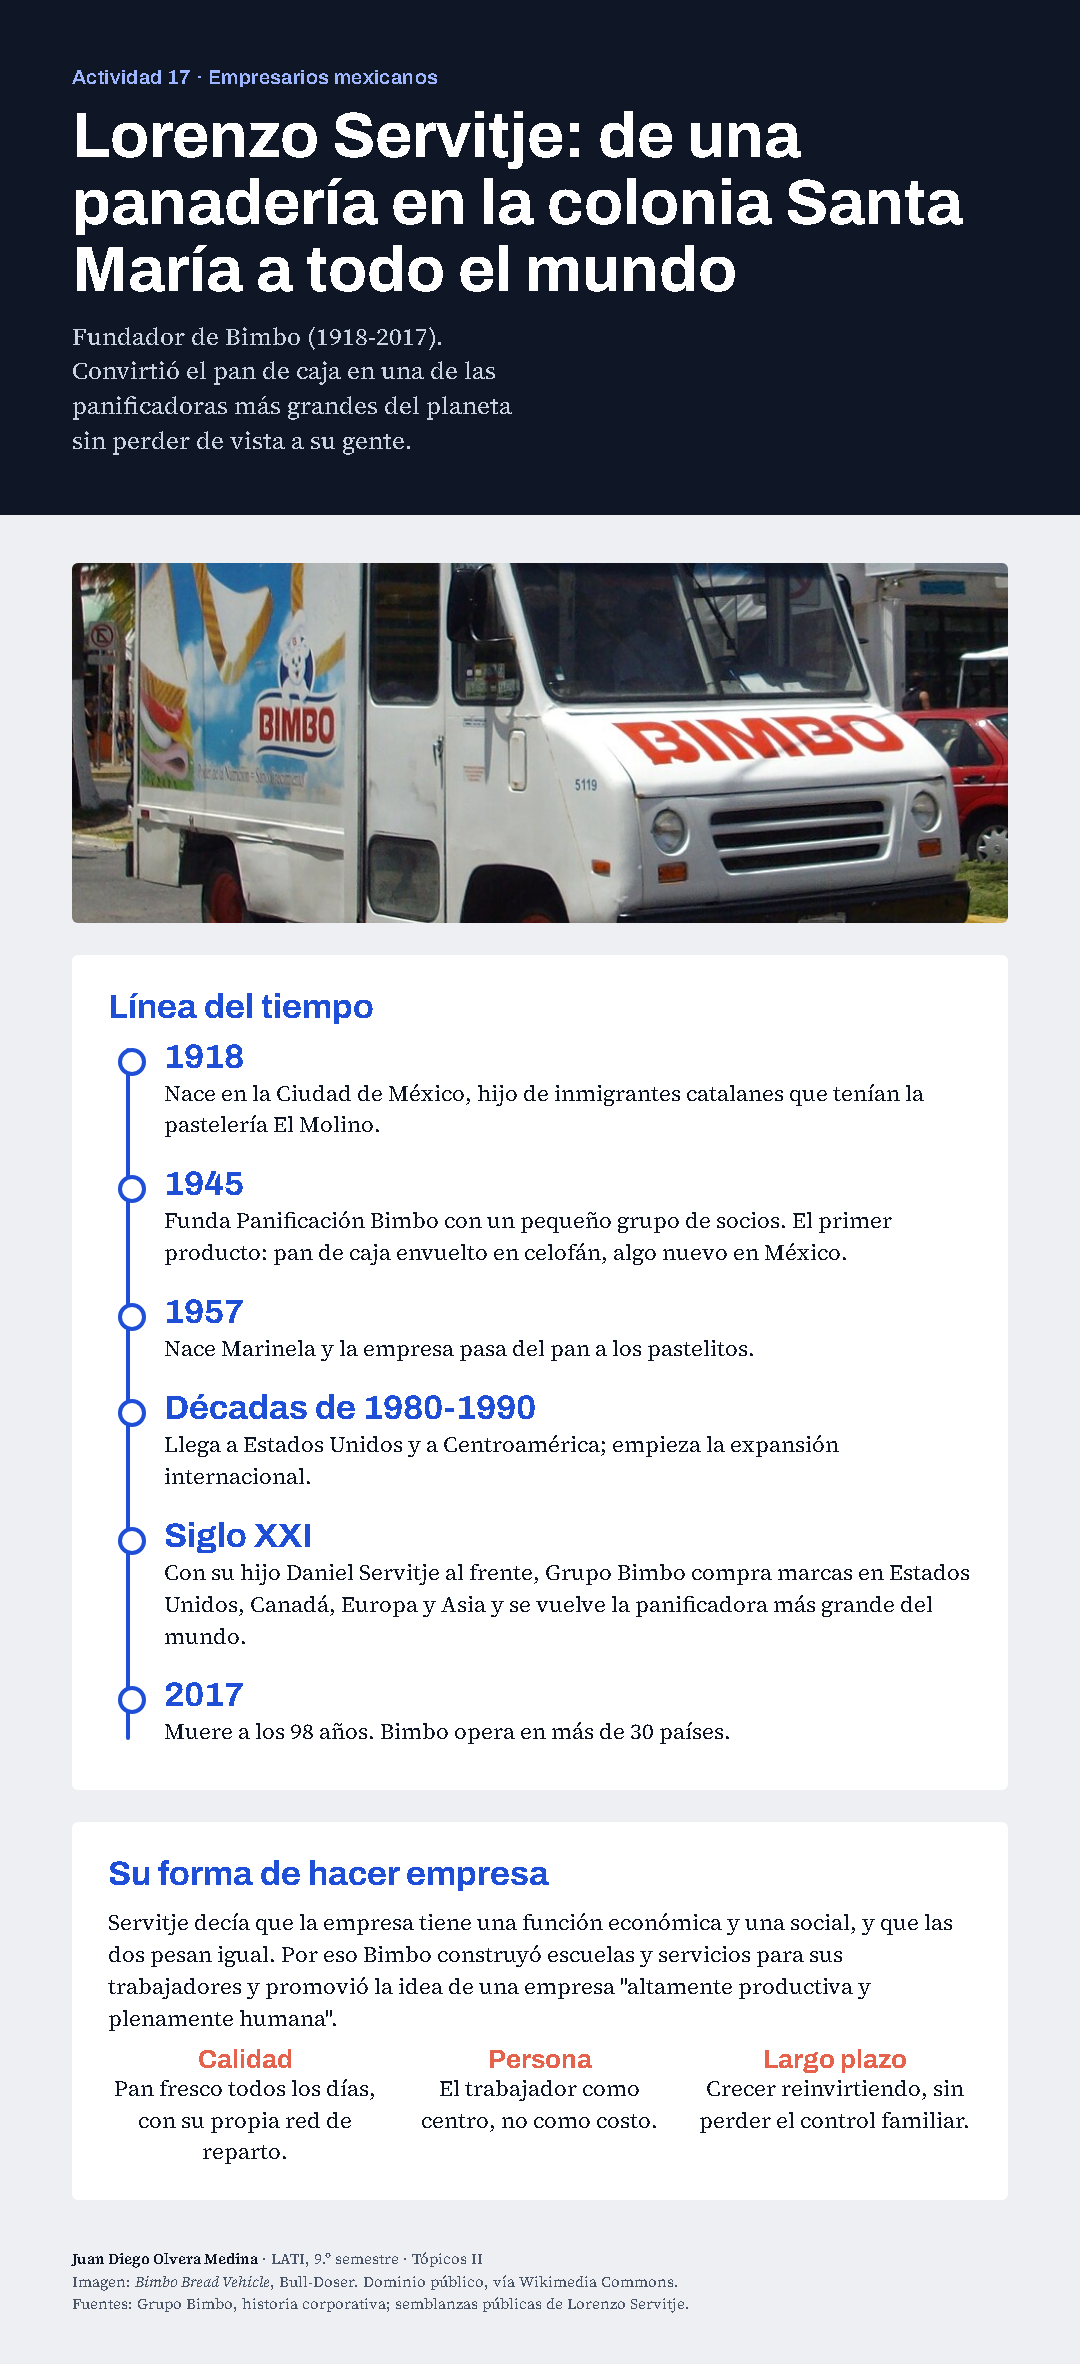 Actividad 17 · Empresarios mexicanos
Lorenzo Servitje: de una
panadería en la colonia Santa
María a todo el mundo
Fundador de Bimbo (1918-2017).
Convirtió el pan de caja en una de las
panificadoras más grandes del planeta
sin perder de vista a su gente.
BIMBO
BIMBO
5119
Línea del tiempo
1918
Nace en la Ciudad de México, hijo de inmigrantes catalanes que tenían la
pastelería El Molino.
1945
Funda Panificación Bimbo con un pequeño grupo de socios. El primer
producto: pan de caja envuelto en celofán, algo nuevo en México.
1957
Nace Marinela y la empresa pasa del pan a los pastelitos.
Décadas de 1980-1990
Llega a Estados Unidos y a Centroamérica; empieza la expansión
internacional.
Siglo XXI
Con su hijo Daniel Servitje al frente, Grupo Bimbo compra marcas en Estados
Unidos, Canadá, Europa y Asia y se vuelve la panificadora más grande del
mundo.
2017
Muere a los 98 años. Bimbo opera en más de 30 países.
Su forma de hacer empresa
Servitje decía que la empresa tiene una función económica y una social, y que las
dos pesan igual. Por eso Bimbo construyó escuelas y servicios para sus
trabajadores y promovió la idea de una empresa "altamente productiva y
plenamente humana".
Calidad
Pan fresco todos los días,
con su propia red de
reparto.
Persona
El trabajador como
centro, no como costo.
Largo plazo
Crecer reinvirtiendo, sin
perder el control familiar.
Juan Diego Olvera Medina · LATI, 9.º semestre · Tópicos II
Imagen: Bimbo Bread Vehicle, Bull-Doser. Dominio público, vía Wikimedia Commons.
Fuentes: Grupo Bimbo, historia corporativa; semblanzas públicas de Lorenzo Servitje.